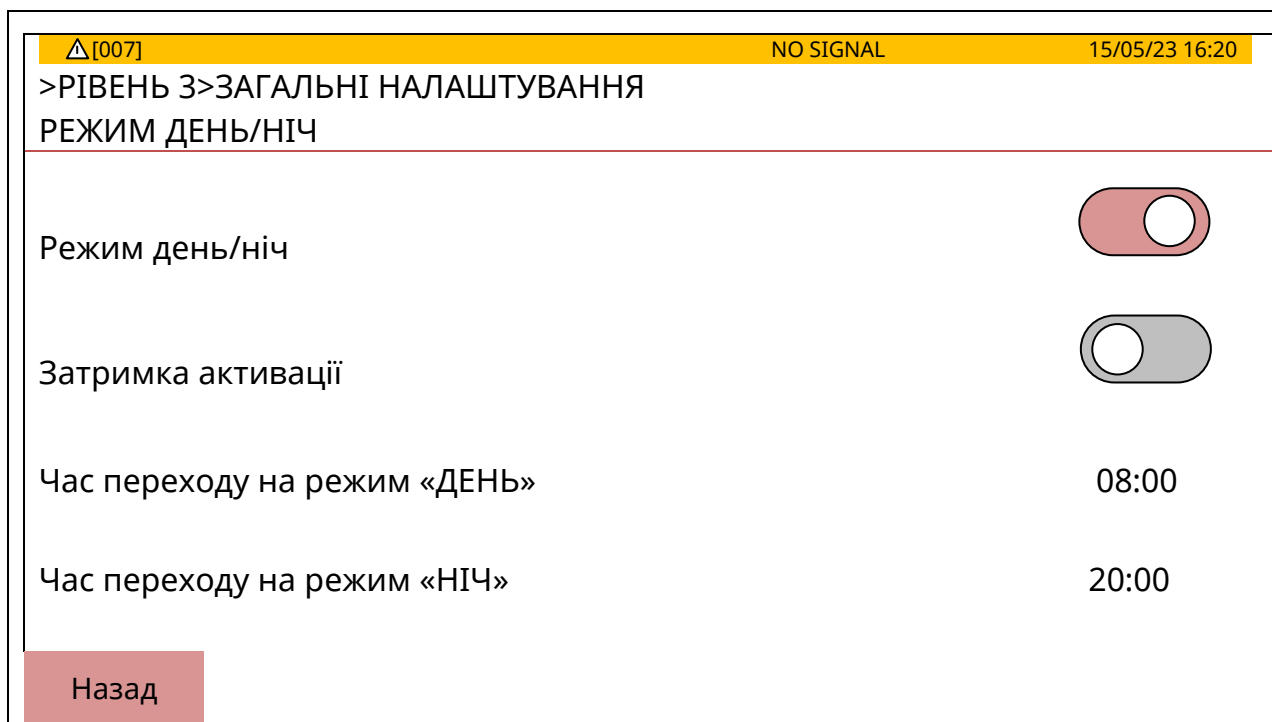 ⚠[007] NO SIGNAL 15/05/23 16:20
>РІВЕНЬ 3>ЗАГАЛЬНІ НАЛАШТУВАННЯ
РЕЖИМ ДЕНЬ/НІЧ
Режим день/ніч
Затримка активації
Час переходу на режим «ДЕНЬ» 08:00
Час переходу на режим «НІЧ» 20:00
Назад